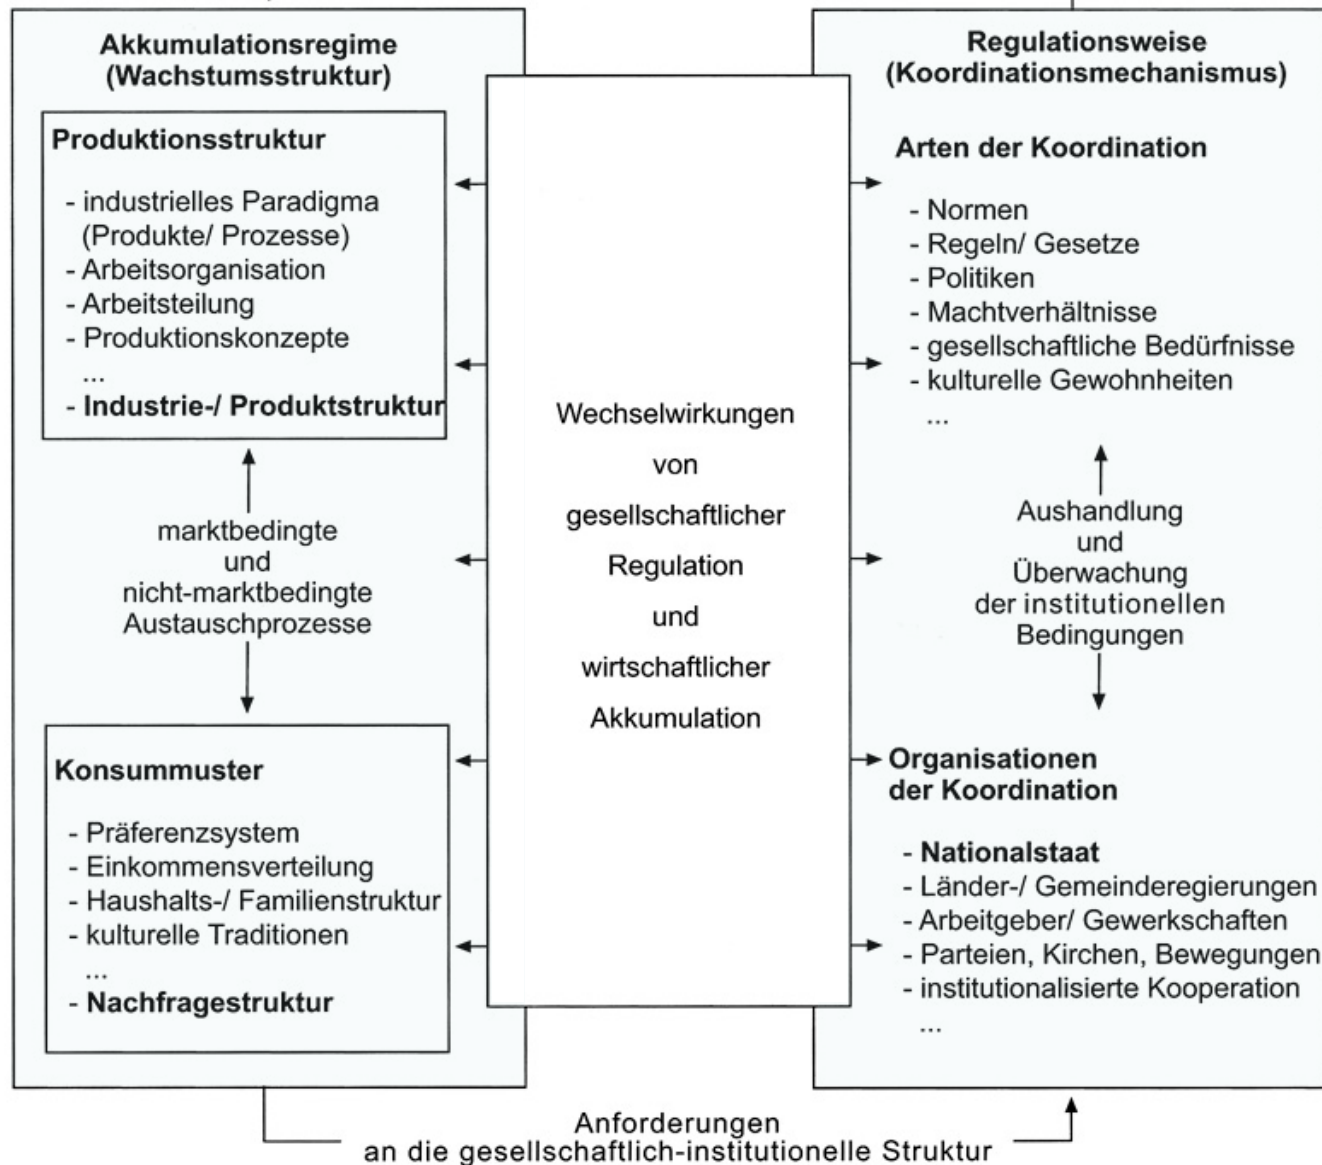 Akkumulationsregime
(Wachstumsstruktur)
Produktionsstruktur
- industrielles Paradigma
(Produkte/ Prozesse)
- Arbeitsorganisation
- Arbeitsteilung
- Produktionskonzepte
...
- Industrie-/ Produktstruktur
marktbedingte
und
nicht-marktbedingte
Austauschprozesse
Konsummuster
- Präferenzsystem
- Einkommensverteilung
- Haushalts-/ Familienstruktur
- kulturelle Traditionen
...
- Nachfragestruktur
Wechselwirkungen
von
gesellschaftlicher
Regulation
und
wirtschaftlicher
Akkumulation
Regulationsweise
(Koordinationsmechanismus)
Arten der Koordination
- Normen
- Regeln/ Gesetze
- Politiken
- Machtverhältnisse
- gesellschaftliche Bedürfnisse
- kulturelle Gewohnheiten
...
Aushandlung
und
Überwachung
der institutionellen
Bedingungen
Organisationen
der Koordination
- Nationalstaat
- Länder-/ Gemeinderegierungen
- Arbeitgeber/ Gewerkschaften
- Parteien, Kirchen, Bewegungen
- institutionalisierte Kooperation
...
Anforderungen
an die gesellschaftlich-institutionelle Struktur